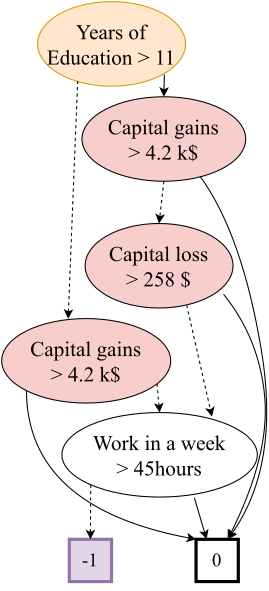 Years of
Education > 11
Capital gains
> 4.2 k$
Capital loss
> 258 $
Capital gains
> 4.2 k$
Work in a week
> 45hours
-1
0